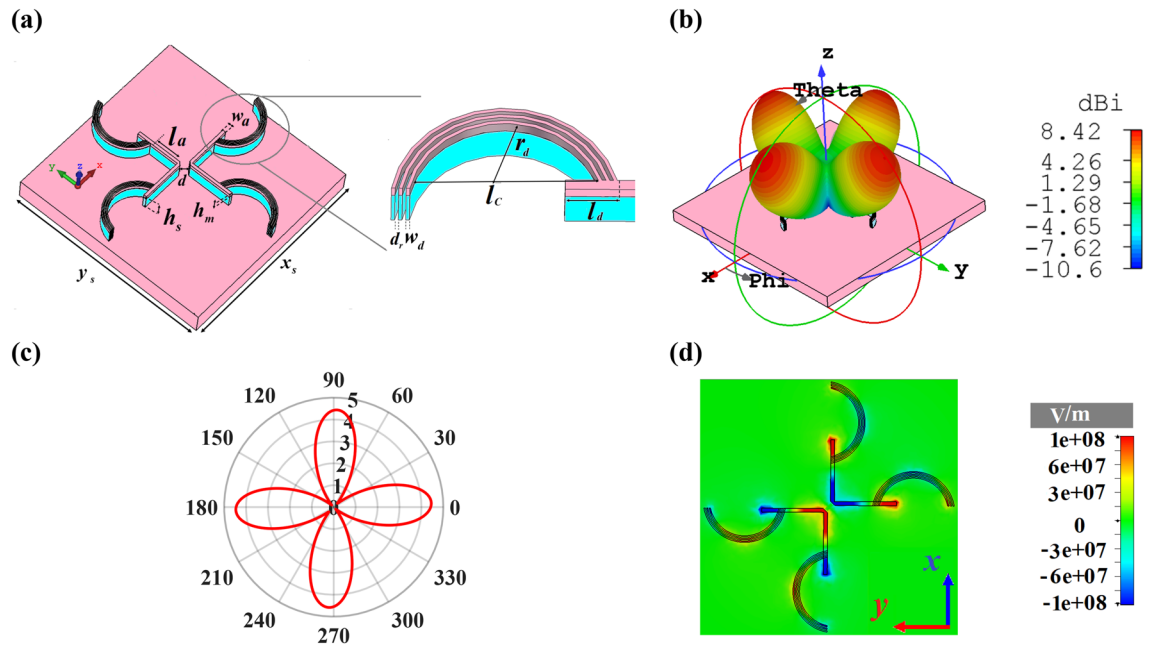 (a)
l_a
w_a
y
z
x
d
h_s
h_m
y_s
x_s
r_d
l_C
l_d
d_r w_d
(b)
z
Theta
x
Phi
y
dBi
8.42
4.26
1.29
-1.68
-4.65
-7.62
-10.6
(c)
90
120
60
5
4
150
3
30
2
1
180
0
0
210
330
240
300
270
(d)
x
y
V/m
1e+08
6e+07
3e+07
0
-3e+07
-6e+07
-1e+08